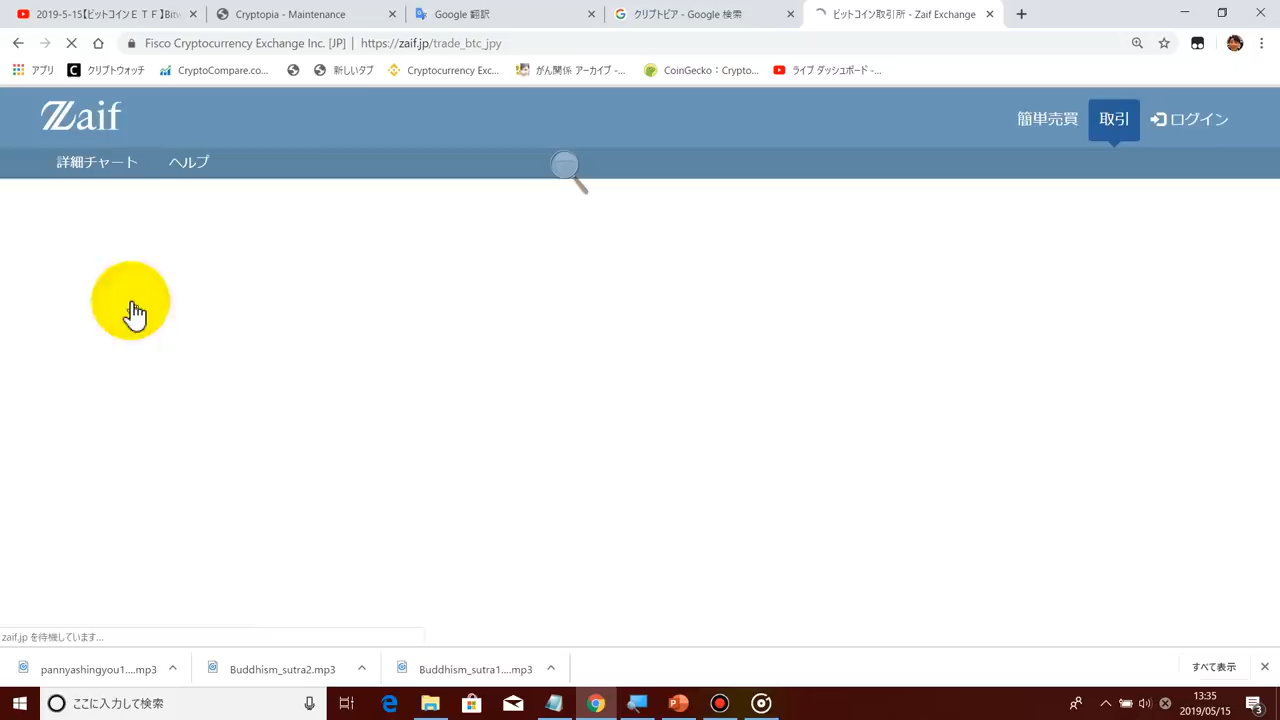 2019-5-15【ビットコインＥＴＦ】Bit
Cryptopia - Maintenance
Google 翻訳
クリプトピア - Google 検索
ビットコイン取引所 - Zaif Exchange
Fisco Cryptocurrency Exchange Inc. [JP] | https://zaif.jp/trade_btc_jpy
アプリ
クリプトウォッチ
CryptoCompare.co...
新しいタブ
Cryptocurrency Exc...
がん関係 アーカイブ -...
CoinGecko：Crypto...
ライブ ダッシュボード -...
Zaif
簡単売買
取引
ログイン
詳細チャート
ヘルプ
zaif.jp を待機しています...
pannyashingyou1....mp3
Buddhism_sutra2.mp3
Buddhism_sutra1....mp3
すべて表示
ここに入力して検索
13:35
2019/05/15
3